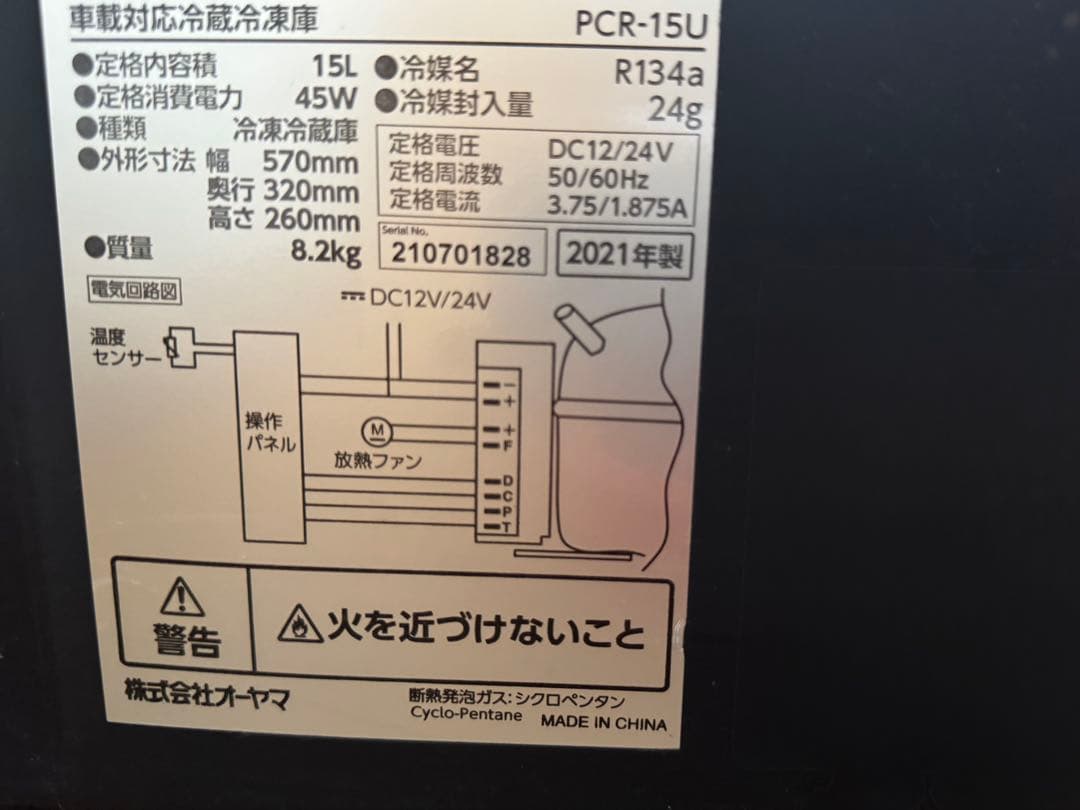 車載対応冷蔵冷凍庫 PCR-15U
●定格内容積 15L
●定格消費電力 45W
●種類 冷凍冷蔵庫
●外形寸法 幅 570mm
奥行 320mm
高さ 260mm
●質量 8.2kg
●冷媒名 R134a
●冷媒封入量 24g
定格電圧 DC12/24V
定格周波数 50/60Hz
定格電流 3.75/1.875A
Serial No.
210701828
2021年製
電気回路図
DC12V/24V
温度
センサー
操作
パネル
M
放熱ファン
−
+
+
F
D
C
P
T
警告
火を近づけないこと
株式会社オーヤマ
断熱発泡ガス:シクロペンタン
Cyclo-Pentane MADE IN CHINA